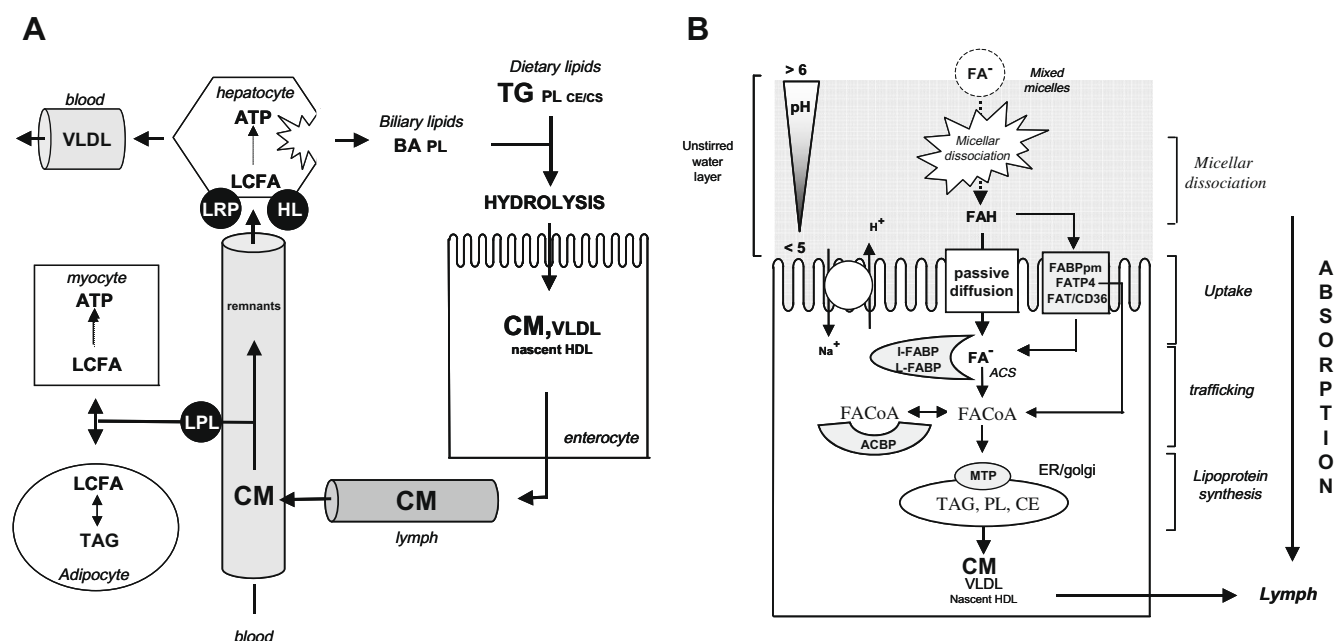 A
blood
VLDL
hepatocyte
ATP
LCFA
LRP
HL
Biliary lipids
BA PL
Dietary lipids
TG PL CE/CS
HYDROLYSIS
myocyte
ATP
LCFA
remnants
CM,VLDL
nascent HDL
enterocyte
LPL
LCFA
TAG
Adipocyte
CM
CM
lymph
blood
B
> 6
pH
< 5
Unstirred
water
layer
FA-
Mixed
micelles
Micellar
dissociation
FAH
H+
Na+
passive
diffusion
FABPpm
FATP4
FAT/CD36
I-FABP
L-FABP
FA-
ACS
FACoA
FACoA
ACBP
MTP
ER/golgi
TAG, PL, CE
CM
VLDL
Nascent HDL
Micellar
dissociation
Uptake
trafficking
Lipoprotein
synthesis
ABSORPTION
Lymph